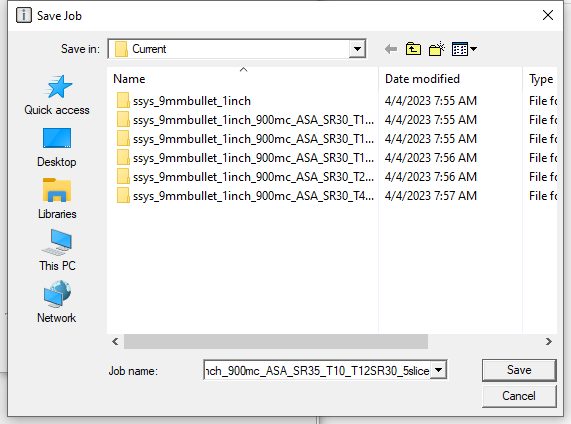 Save Job
Save in: Current
Name Date modified Type
ssys_9mmbullet_1inch 4/4/2023 7:55 AM File fo
ssys_9mmbullet_1inch_900mc_ASA_SR30_T1... 4/4/2023 7:55 AM File fo
ssys_9mmbullet_1inch_900mc_ASA_SR30_T1... 4/4/2023 7:55 AM File fo
ssys_9mmbullet_1inch_900mc_ASA_SR30_T1... 4/4/2023 7:56 AM File fo
ssys_9mmbullet_1inch_900mc_ASA_SR30_T2... 4/4/2023 7:56 AM File fo
ssys_9mmbullet_1inch_900mc_ASA_SR30_T4... 4/4/2023 7:57 AM File fo
Quick access
Desktop
Libraries
This PC
Network
Job name: nch_900mc_ASA_SR35_T10_T12SR30_5slice
Save
Cancel